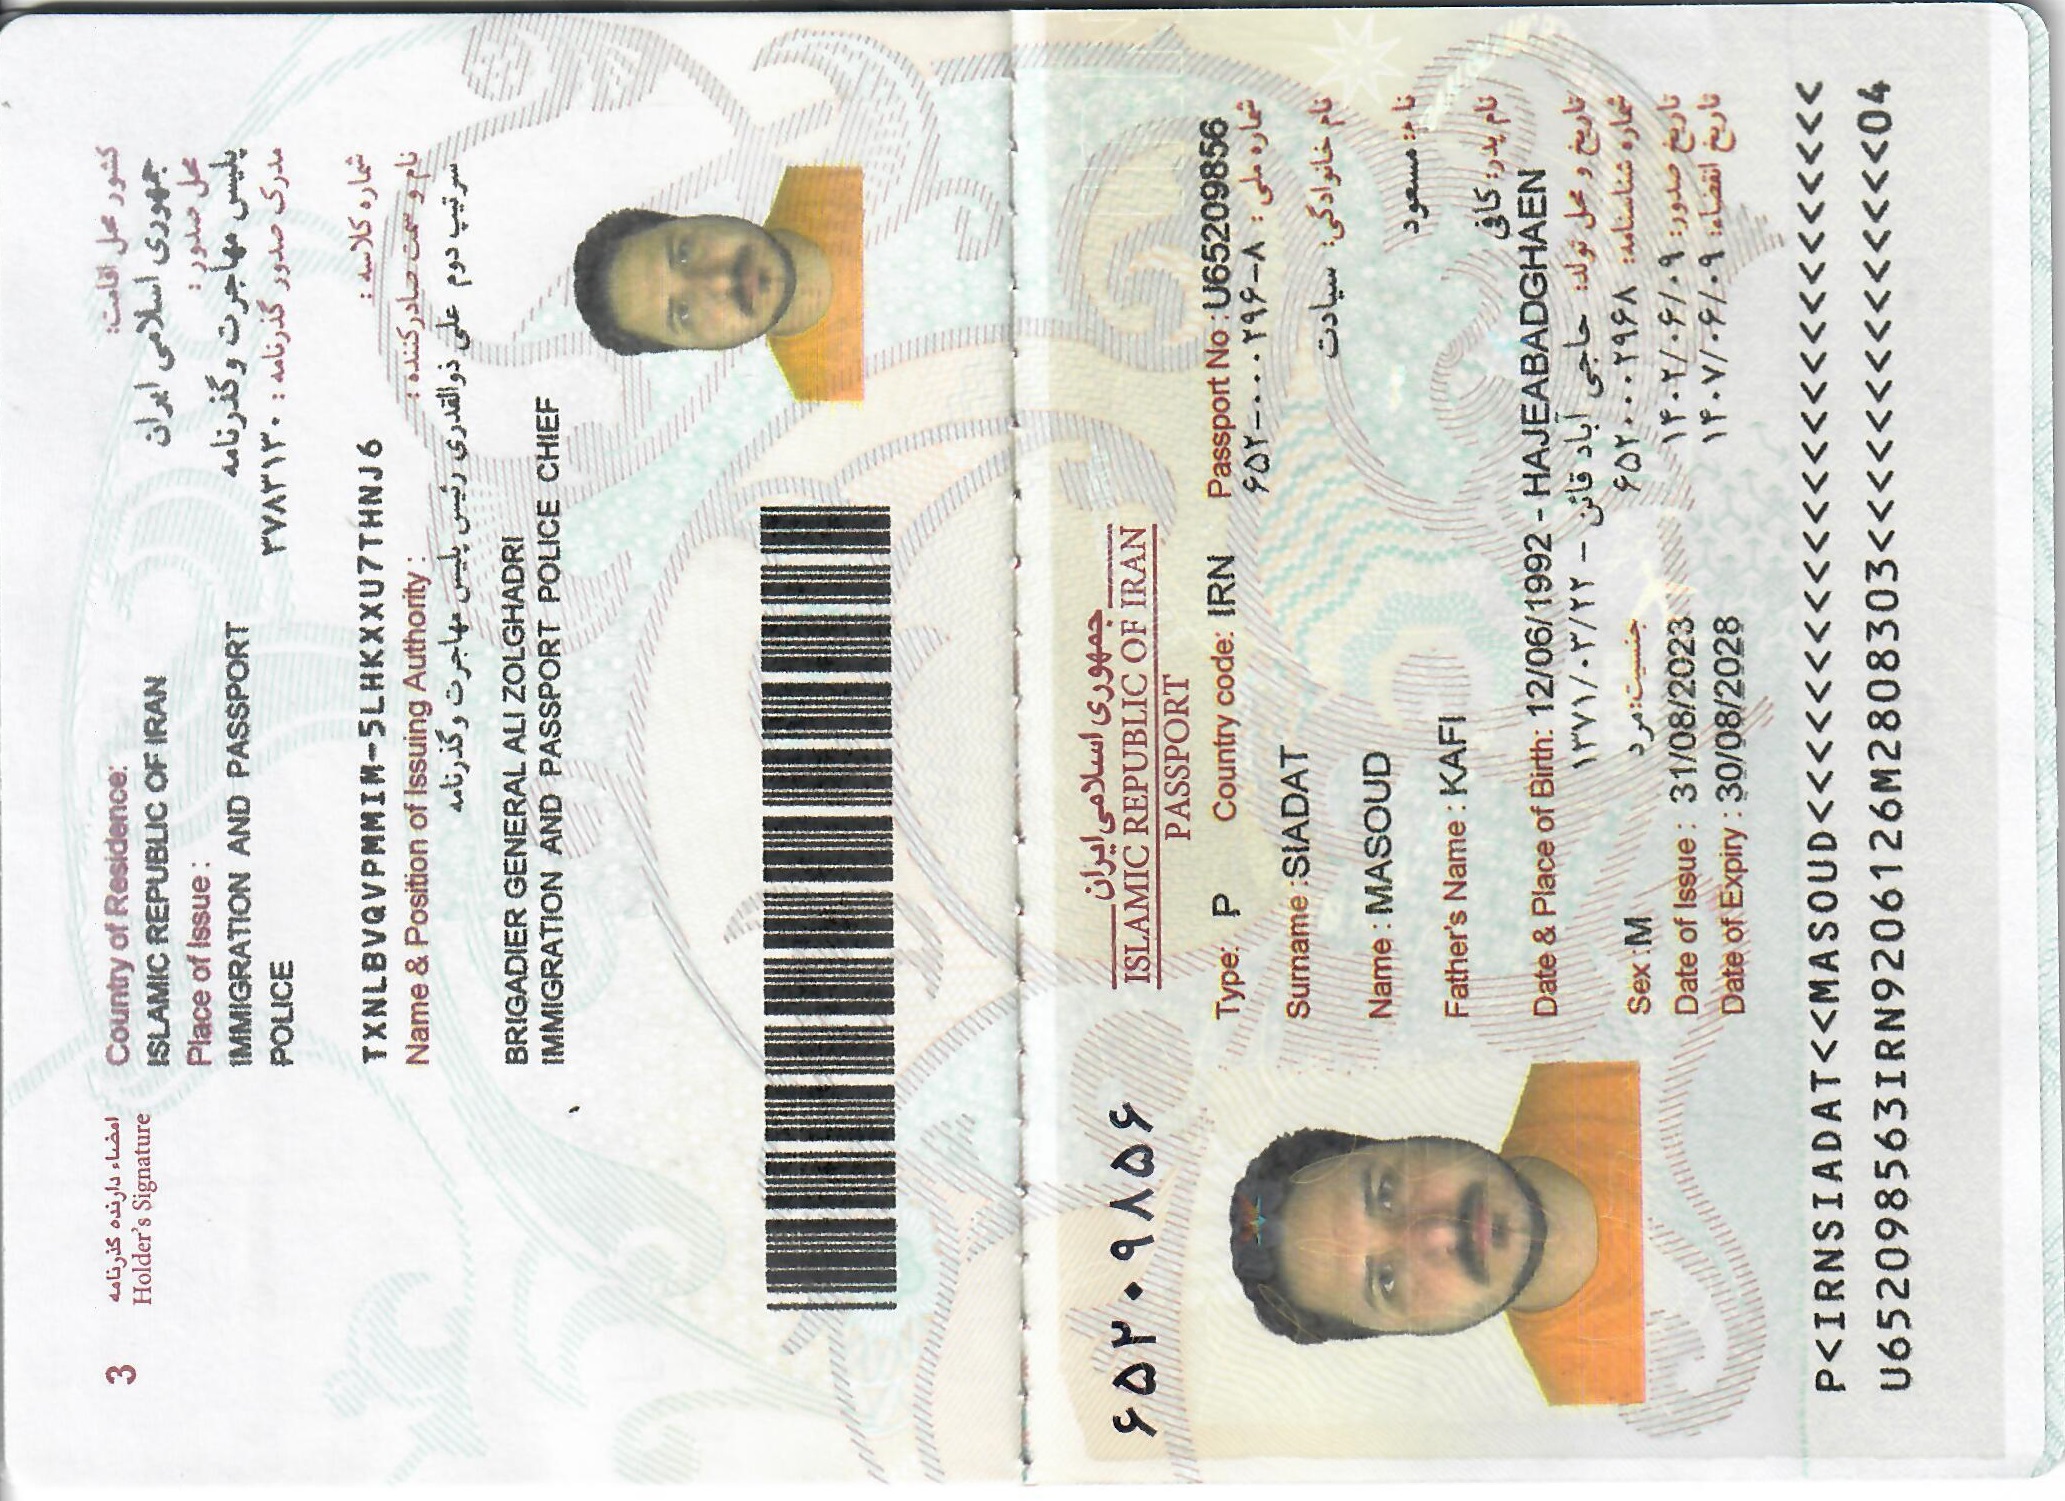 3
امضاء دارنده گذرنامه
Holder's Signature
کشور محل اقامت:
Country of Residence:
جمهوری اسلامی ایران
ISLAMIC REPUBLIC OF IRAN
محل صدور:
Place of Issue :
پلیس مهاجرت و گذرنامه
IMMIGRATION AND PASSPORT
POLICE
مدرک صدور گذرنامه : ۳۷۸۳۱۳۰
شماره کلاسه :
TXNLBVQVPMMIM-5LHKXXU7THNJ6
نام و سمت صادرکننده :
Name & Position of Issuing Authority :
سرتیپ دوم علی ذوالقدری رئیس پلیس مهاجرت و گذرنامه
BRIGADIER GENERAL ALI ZOLGHADRI
IMMIGRATION AND PASSPORT POLICE CHIEF
جمهوری اسلامی ایران
ISLAMIC REPUBLIC OF IRAN
PASSPORT
۶۵۲۰۹۸۵۶
Type: P Country code: IRN Passport No : U65209856
شماره ملی : ۶۵۲-۰۰۰۲۹۶-۸
نام خانوادگی: سیادت
Surname : SIADAT
نام: مسعود
Name : MASOUD
نام پدر: کافی
Father's Name : KAFI
Date & Place of Birth: 12/06/1992 - HAJEABADGHAEN
تاریخ و محل تولد: حاجی آباد قائن - ۱۳۷۱/۰۳/۲۲
شماره شناسنامه: ۶۵۲۰۰۰۲۹۶۸
جنسیت: مرد
Sex : M
تاریخ صدور: ۱۴۰۲/۰۶/۰۹
Date of Issue : 31/08/2023
تاریخ انقضاء: ۱۴۰۷/۰۶/۰۹
Date of Expiry : 30/08/2028
P<IRNSIADAT<<MASOUD<<<<<<<<<<<<<<<<<<<<<<<<<
U652098563IRN9206126M2808303<<<<<<<<<<<<<<04